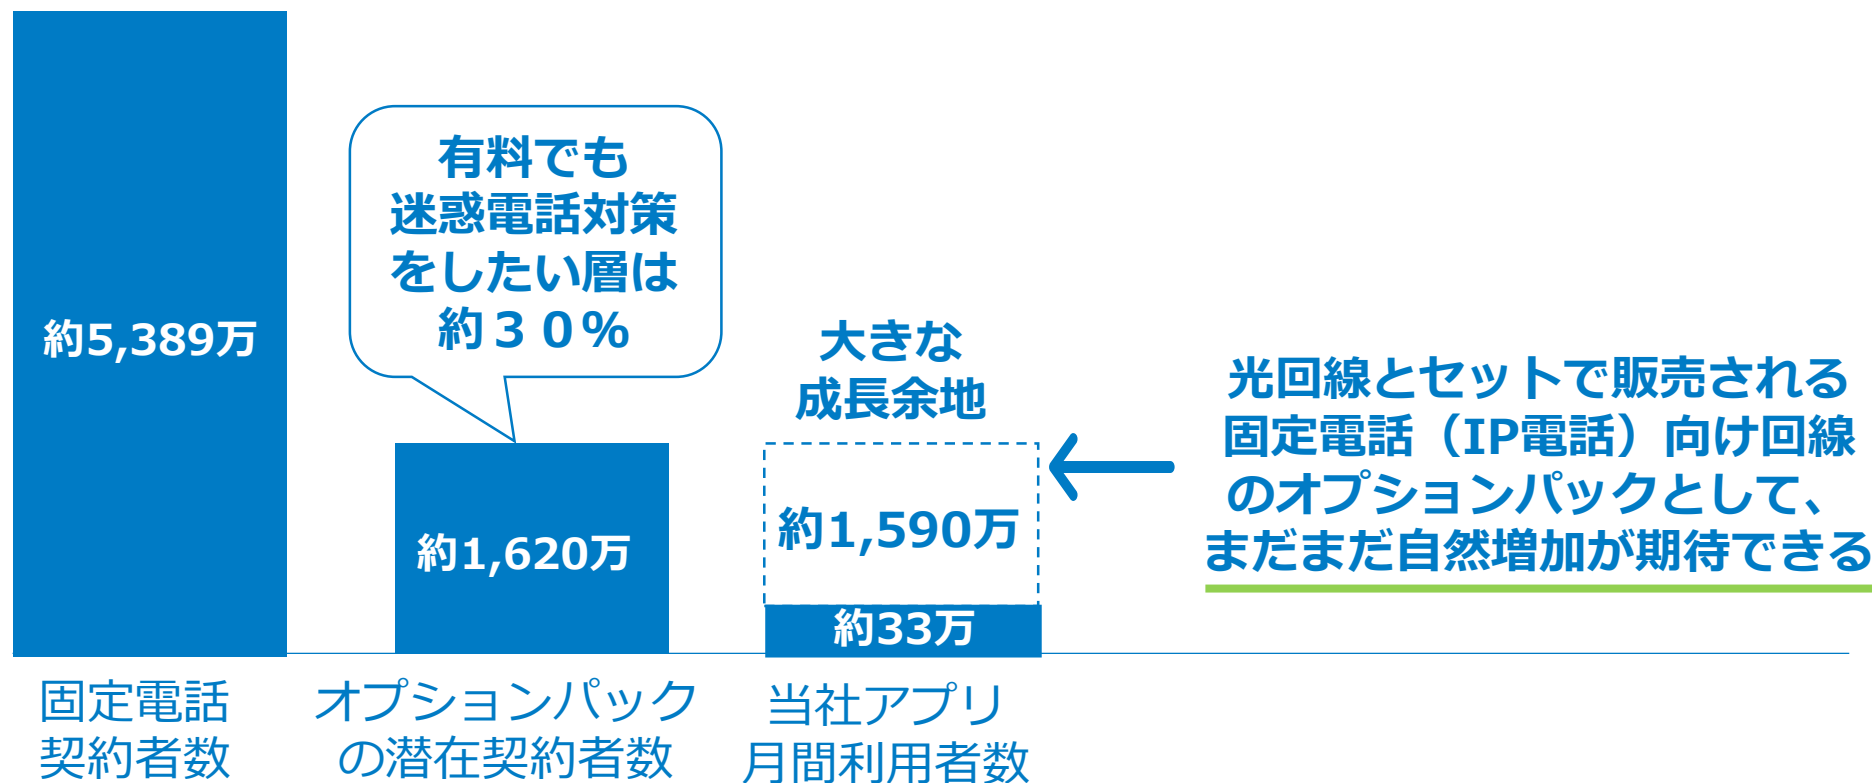 約5,389万
有料でも
迷惑電話対策
をしたい層は
約３０%
約1,620万
大きな
成長余地
約1,590万
約33万
光回線とセットで販売される
固定電話（IP電話）向け回線
のオプションパックとして、
まだまだ自然増加が期待できる
固定電話
契約者数
オプションパック
の潜在契約者数
当社アプリ
月間利用者数